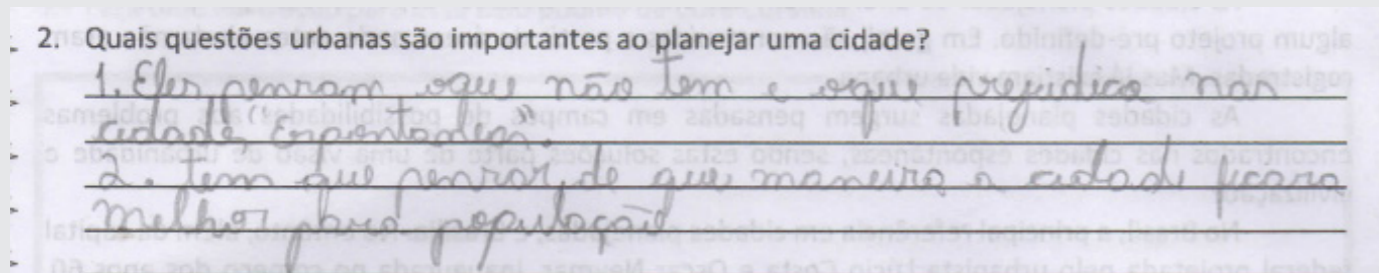 2. Quais questões urbanas são importantes ao planejar uma cidade?
1. Eles pensam oque não tem e oque prejudica nas
cidade "espontadeas".
2. Tem que pensar de que maneira a cidade ficara
melhor pra população